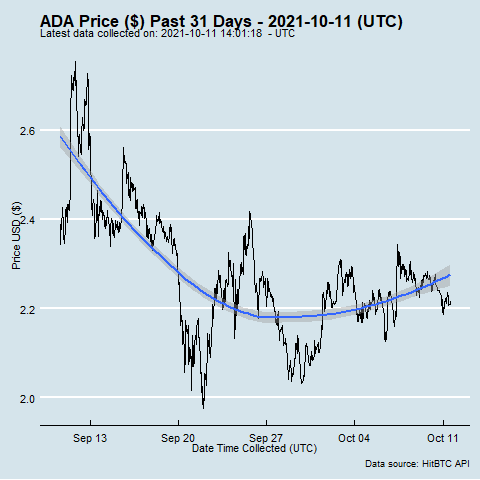 ADA Price ($) Past 31 Days - 2021-10-11 (UTC)
Latest data collected on: 2021-10-11 14:01:18 - UTC
Price USD ($)
2.6
2.4
2.2
2.0
Sep 13
Sep 20
Sep 27
Oct 04
Oct 11
Date Time Collected (UTC)
Data source: HitBTC API